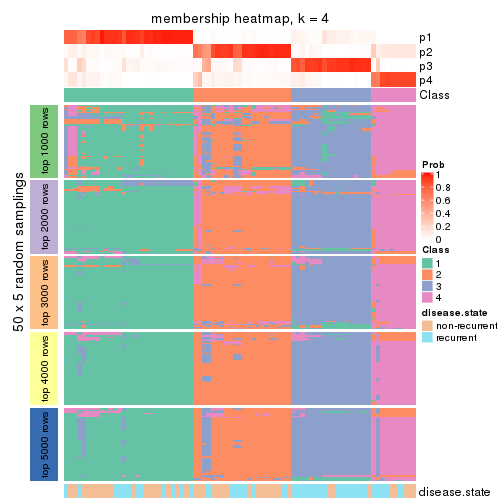 membership heatmap, k = 4
p1
p2
p3
p4
Class
50 x 5 random samplings
top 1000 rows
top 2000 rows
top 3000 rows
top 4000 rows
top 5000 rows
Prob
1
0.8
0.6
0.4
0.2
0
Class
1
2
3
4
disease.state
non-recurrent
recurrent
disease.state